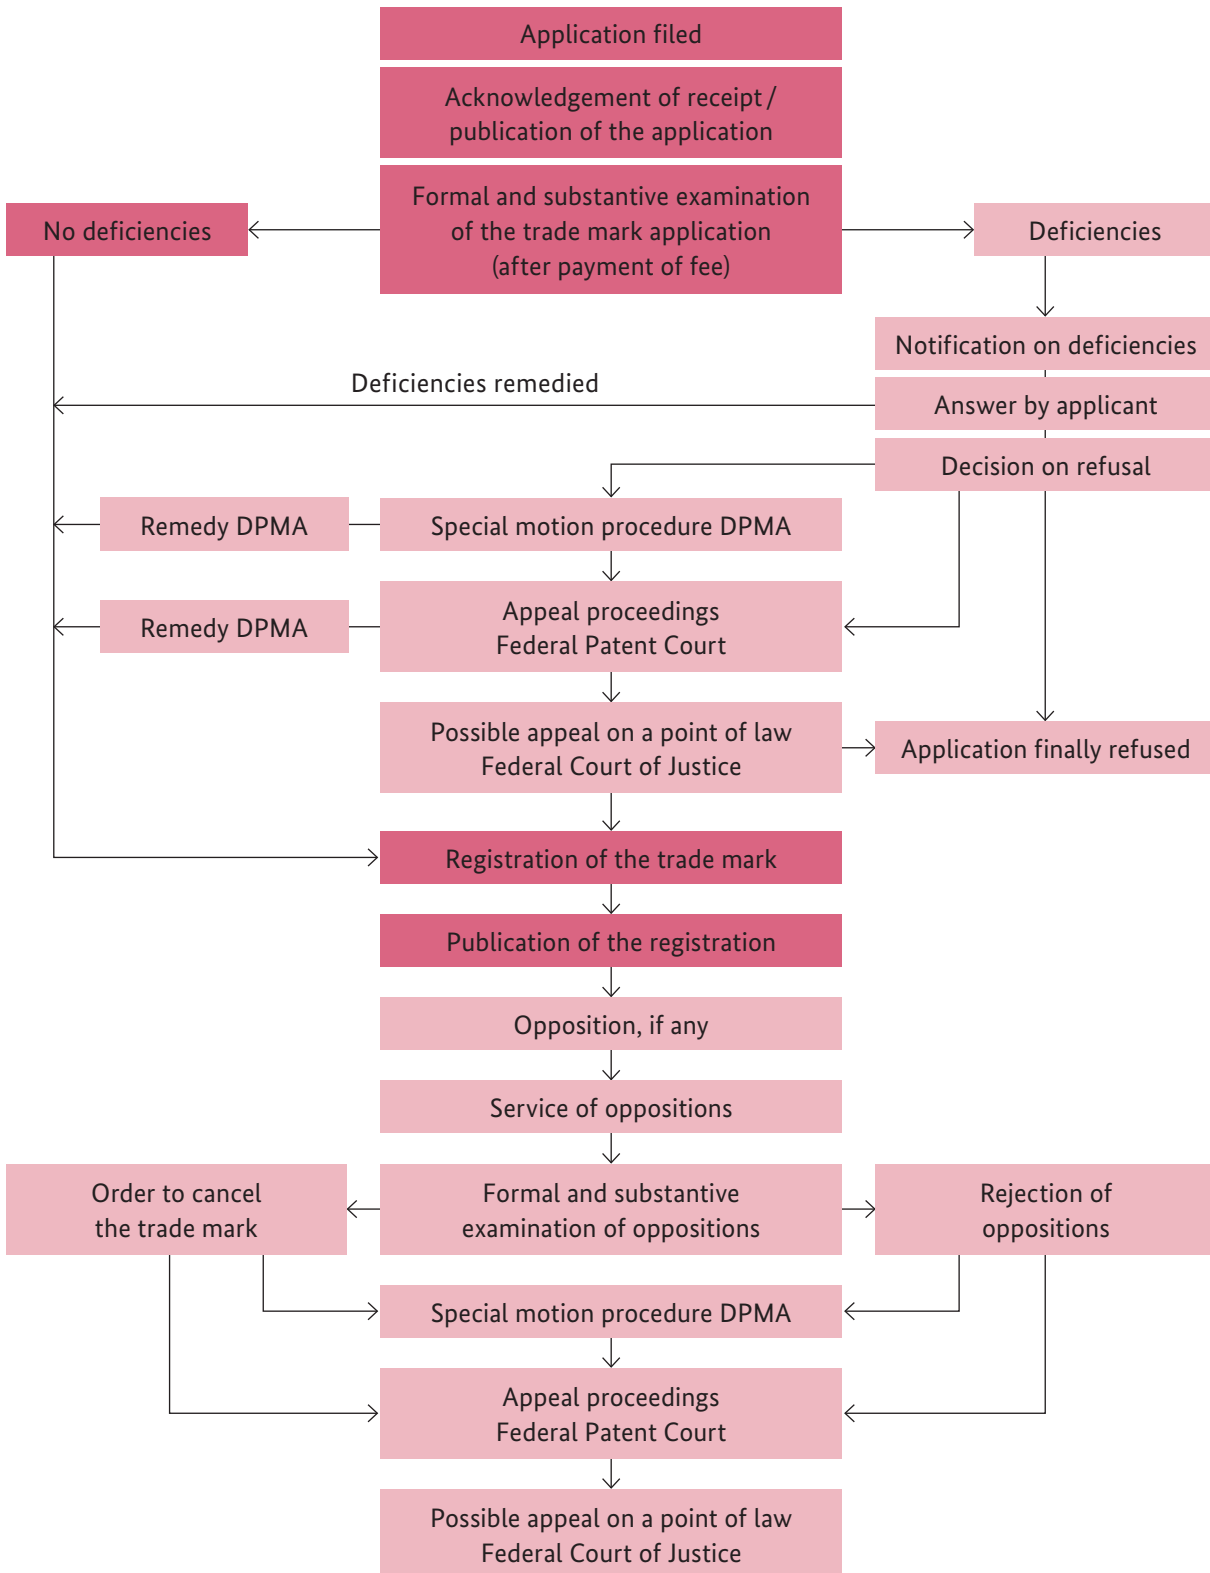 Application filed
Acknowledgement of receipt /
publication of the application
Formal and substantive examination
of the trade mark application
(after payment of fee)
No deficiencies
Deficiencies
Notification on deficiencies
Deficiencies remedied
Answer by applicant
Decision on refusal
Remedy DPMA
Special motion procedure DPMA
Remedy DPMA
Appeal proceedings
Federal Patent Court
Possible appeal on a point of law
Federal Court of Justice
Application finally refused
Registration of the trade mark
Publication of the registration
Opposition, if any
Service of oppositions
Order to cancel
the trade mark
Formal and substantive
examination of oppositions
Rejection of
oppositions
Special motion procedure DPMA
Appeal proceedings
Federal Patent Court
Possible appeal on a point of law
Federal Court of Justice